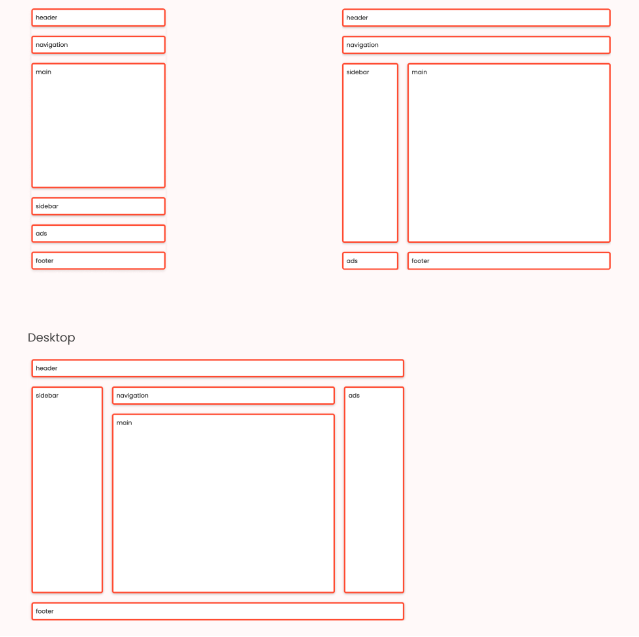 header
navigation
main
sidebar
ads
footer
header
navigation
sidebar
main
ads
footer
Desktop
header
sidebar
navigation
ads
main
footer